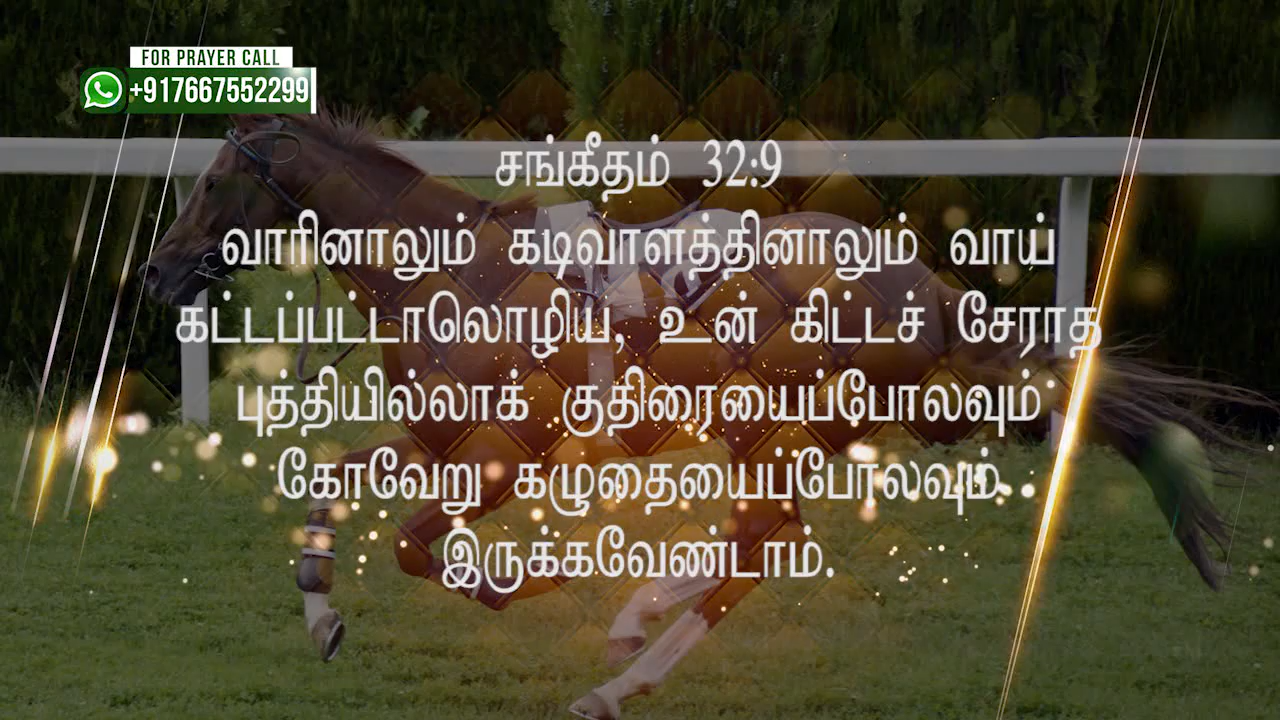 FOR PRAYER CALL
+917667552299
சங்கீதம் 32:9
வாரினாலும் கடிவாளத்தினாலும் வாய்
கட்டப்பட்டாலொழிய, உன் கிட்டச் சேராத
புத்தியில்லாக் குதிரையைப்போலவும்
கோவேறு கழுதையைப்போலவும்
இருக்கவேண்டாம்.